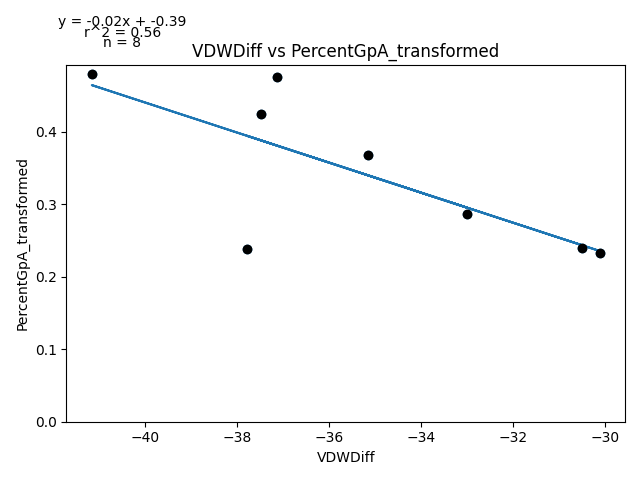 y = -0.02x + -0.39
r^2 = 0.56
n = 8
VDWDiff vs PercentGpA_transformed
PercentGpA_transformed
0.4
0.3
0.2
0.1
0.0
−40 −38 −36 −34 −32 −30
VDWDiff